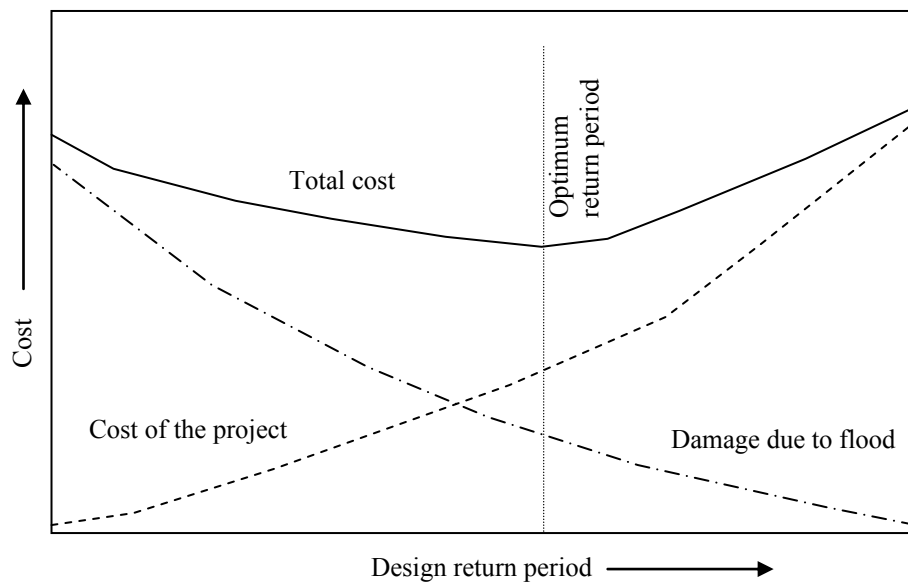 Optimum
return period
Total cost
Cost
Cost of the project
Damage due to flood
Design return period